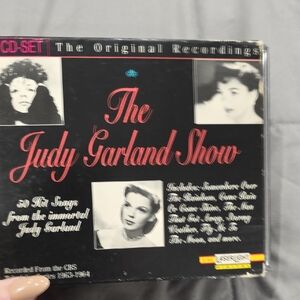 CD-SET
The Original Recordings
The
Judy Garland Show
50 Hit Songs
from the immortal
Judy Garland
Includes: Somewhere Over
The Rainbow, Come Rain
Or Come Shine, The Man
That Got Away, Stormy
Weather, Fly Me To
The Moon, and more.
Recorded From the CBS
1963-1964
LASERLIGHT